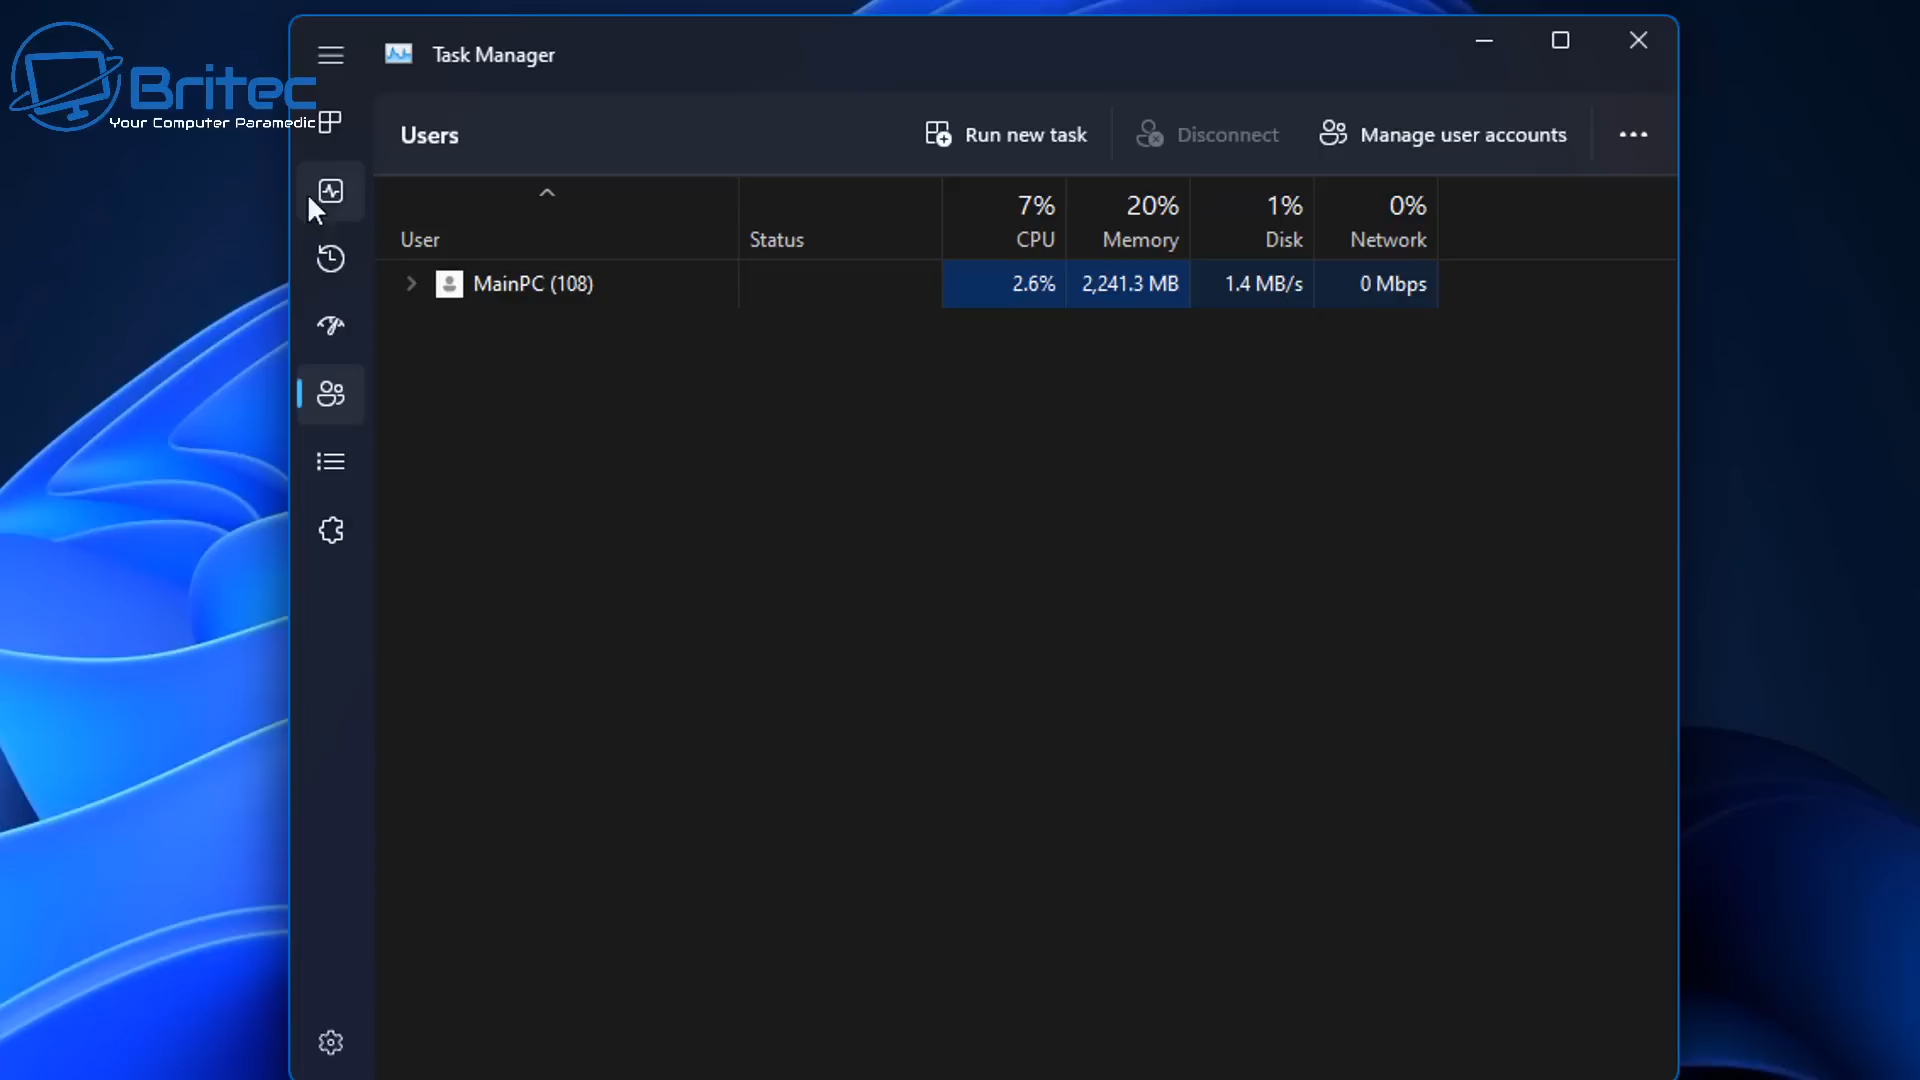 Britec
Your Computer Paramedic
Task Manager
Users
Run new task
Disconnect
Manage user accounts
7%
20%
1%
0%
User
Status
CPU
Memory
Disk
Network
MainPC (108)
2.6%
2,241.3 MB
1.4 MB/s
0 Mbps